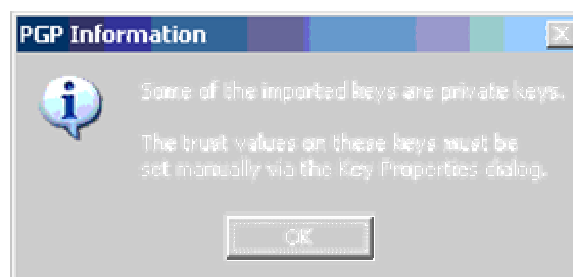 PGP Information
Some of the imported keys are private keys.
The trust values on these keys must be
set manually via the Key Properties dialog.
OK